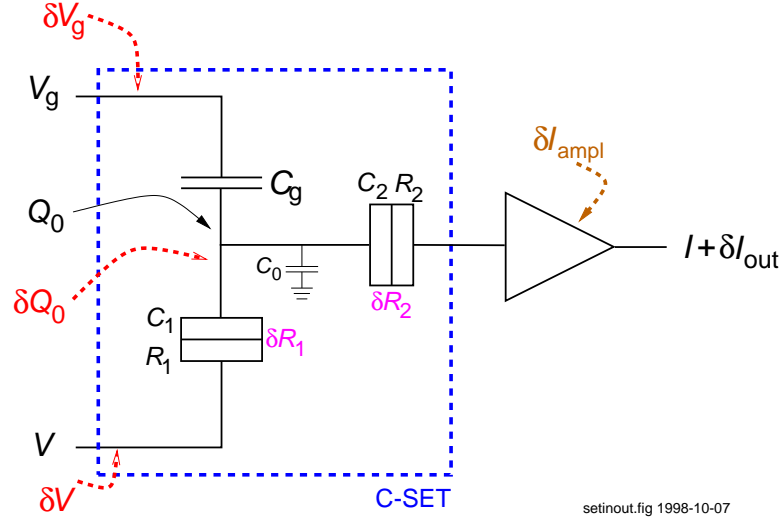 δVg
Vg
Cg
Q0
δQ0
C0
C1
R1
δR1
C2 R2
δR2
δIampl
I + δIout
V
δV
C-SET
setinout.fig 1998-10-07